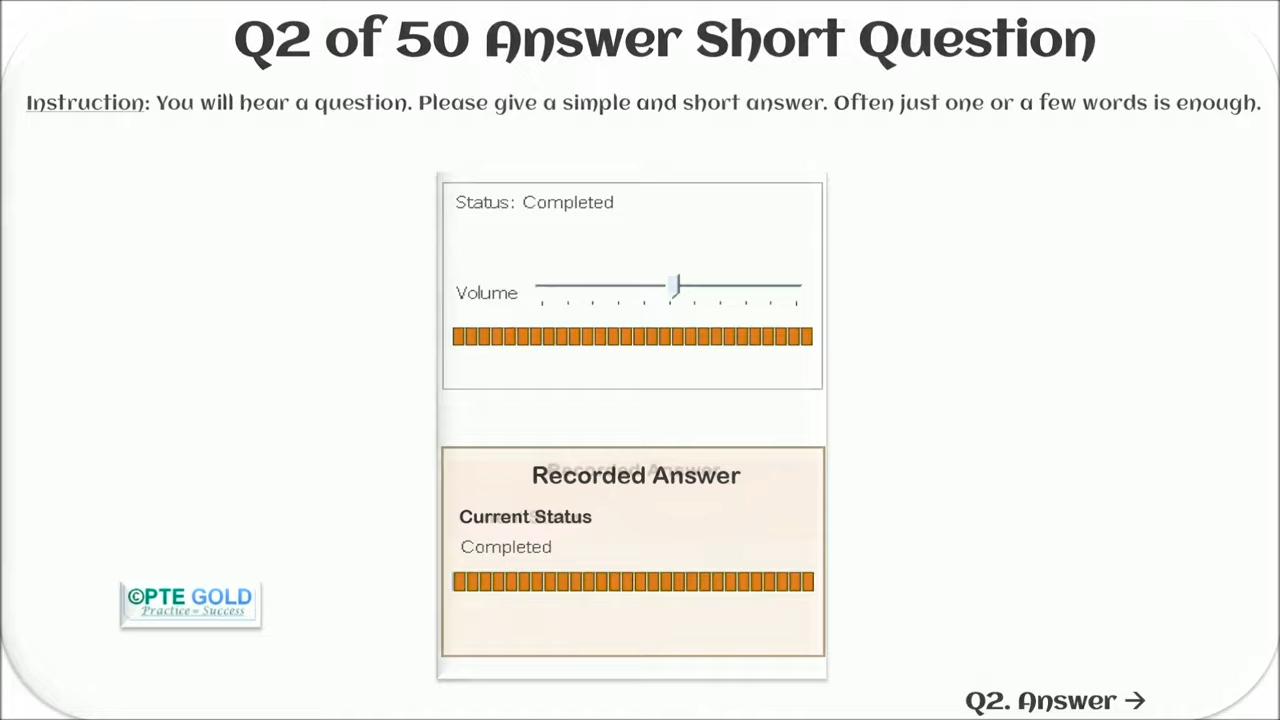 Q2 of 50 Answer Short Question
Instruction: You will hear a question. Please give a simple and short answer. Often just one or a few words is enough.
Status: Completed
Volume
Recorded Answer
Current Status
Completed
©PTE GOLD
Practice = Success
Q2. Answer →